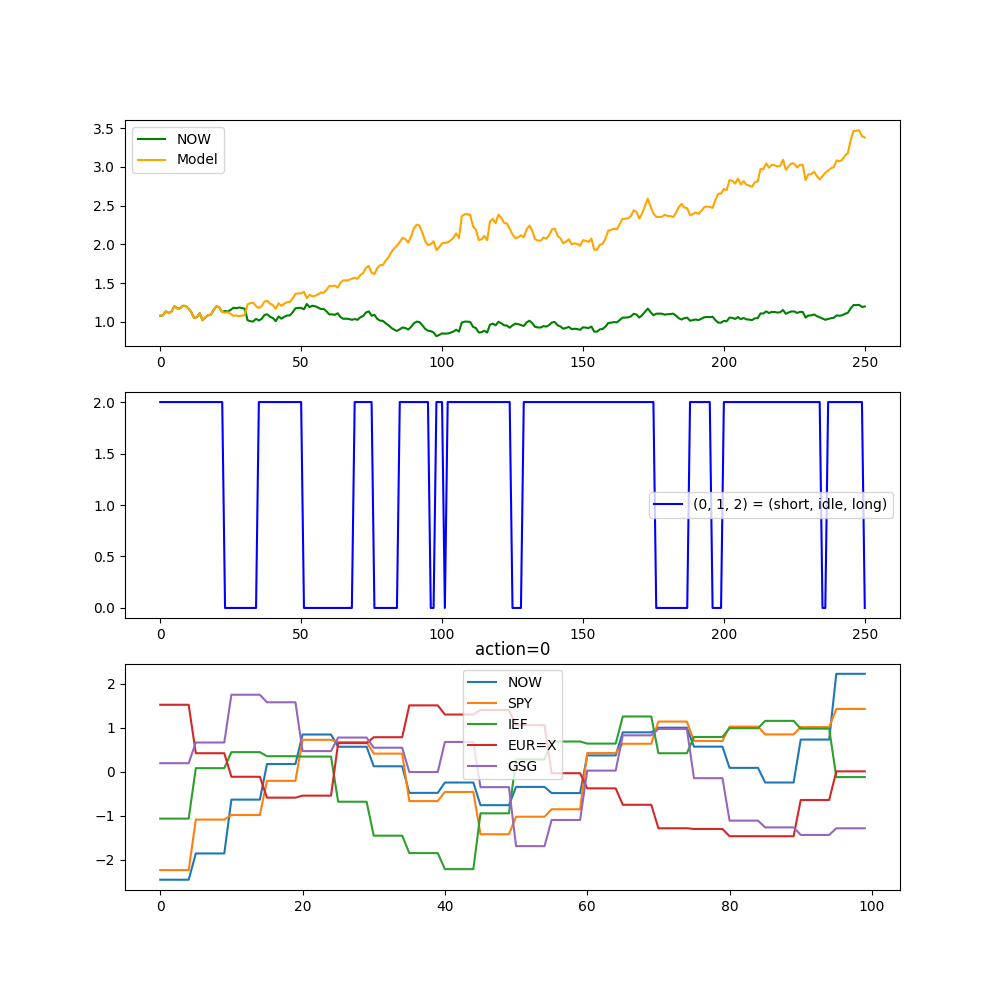 3.5
3.0
2.5
2.0
1.5
1.0
NOW
Model
0 50 100 150 200 250
2.0
1.5
1.0
0.5
0.0
(0, 1, 2) = (short, idle, long)
0 50 100 150 200 250
action=0
2
1
0
−1
−2
NOW
SPY
IEF
EUR=X
GSG
0 20 40 60 80 100